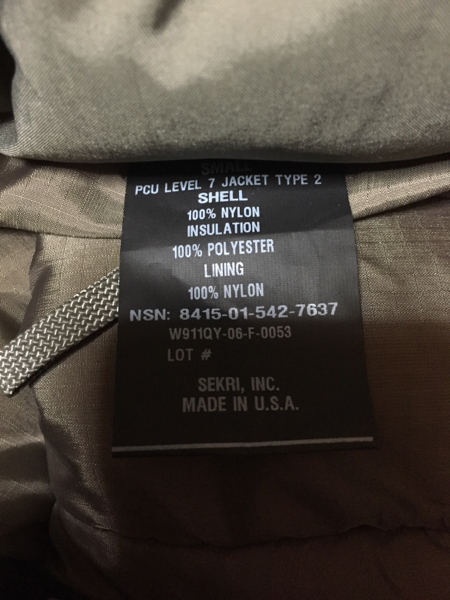 SMALL
PCU LEVEL 7 JACKET TYPE 2
SHELL
100% NYLON
INSULATION
100% POLYESTER
LINING
100% NYLON
NSN: 8415-01-542-7637
W911QY-06-F-0053
LOT #
SEKRI, INC.
MADE IN U.S.A.